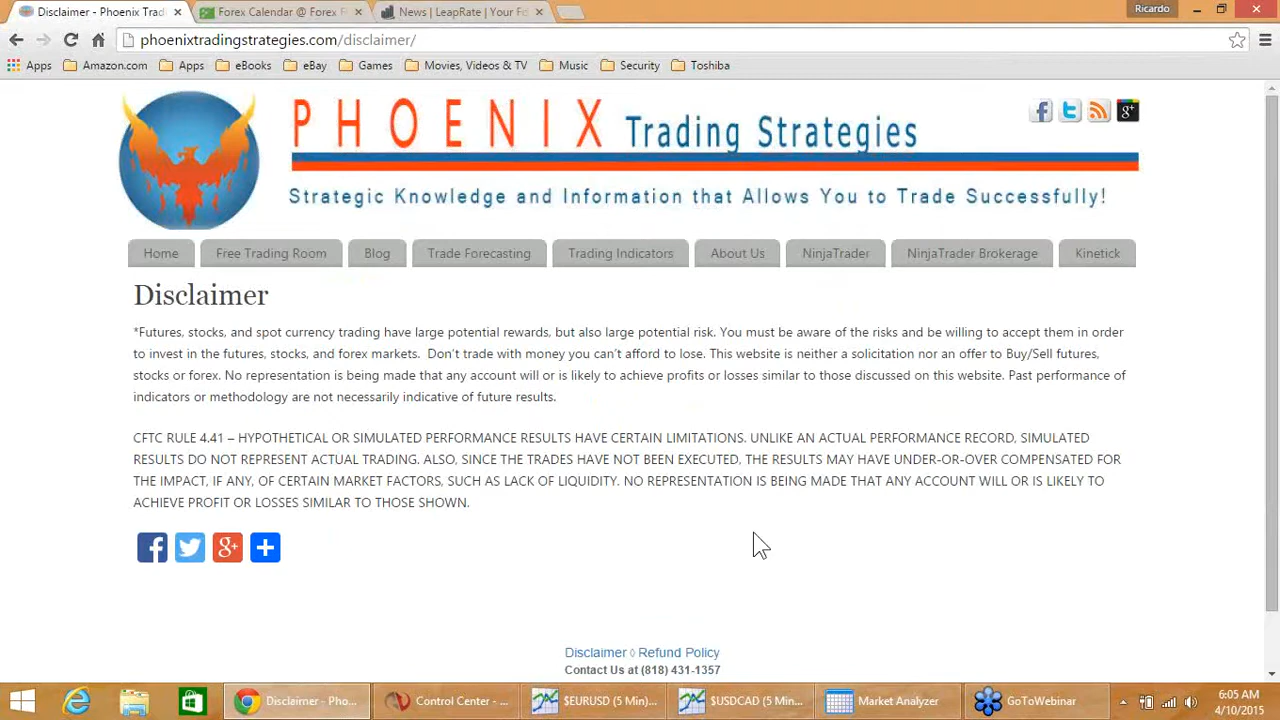 Disclaimer - Phoenix Trad
Forex Calendar @ Forex F
News | LeapRate | Your Fo
Ricardo
phoenixtradingstrategies.com/disclaimer/
Apps Amazon.com Apps eBooks eBay Games Movies, Videos & TV Music Security Toshiba
PHOENIX Trading Strategies
Strategic Knowledge and Information that Allows You to Trade Successfully!
Home Free Trading Room Blog Trade Forecasting Trading Indicators About Us NinjaTrader NinjaTrader Brokerage Kinetick
Disclaimer
*Futures, stocks, and spot currency trading have large potential rewards, but also large potential risk. You must be aware of the risks and be willing to accept them in order
to invest in the futures, stocks, and forex markets.  Don’t trade with money you can’t afford to lose. This website is neither a solicitation nor an offer to Buy/Sell futures,
stocks or forex. No representation is being made that any account will or is likely to achieve profits or losses similar to those discussed on this website. Past performance of
indicators or methodology are not necessarily indicative of future results.
CFTC RULE 4.41 – HYPOTHETICAL OR SIMULATED PERFORMANCE RESULTS HAVE CERTAIN LIMITATIONS. UNLIKE AN ACTUAL PERFORMANCE RECORD, SIMULATED
RESULTS DO NOT REPRESENT ACTUAL TRADING. ALSO, SINCE THE TRADES HAVE NOT BEEN EXECUTED, THE RESULTS MAY HAVE UNDER-OR-OVER COMPENSATED FOR
THE IMPACT, IF ANY, OF CERTAIN MARKET FACTORS, SUCH AS LACK OF LIQUIDITY. NO REPRESENTATION IS BEING MADE THAT ANY ACCOUNT WILL OR IS LIKELY TO
ACHIEVE PROFIT OR LOSSES SIMILAR TO THOSE SHOWN.
Disclaimer ◊ Refund Policy
Contact Us at (818) 431-1357
Disclaimer - Pho... Control Center - ... $EURUSD (5 Min)... $USDCAD (5 Min... Market Analyzer GoToWebinar
6:05 AM
4/10/2015